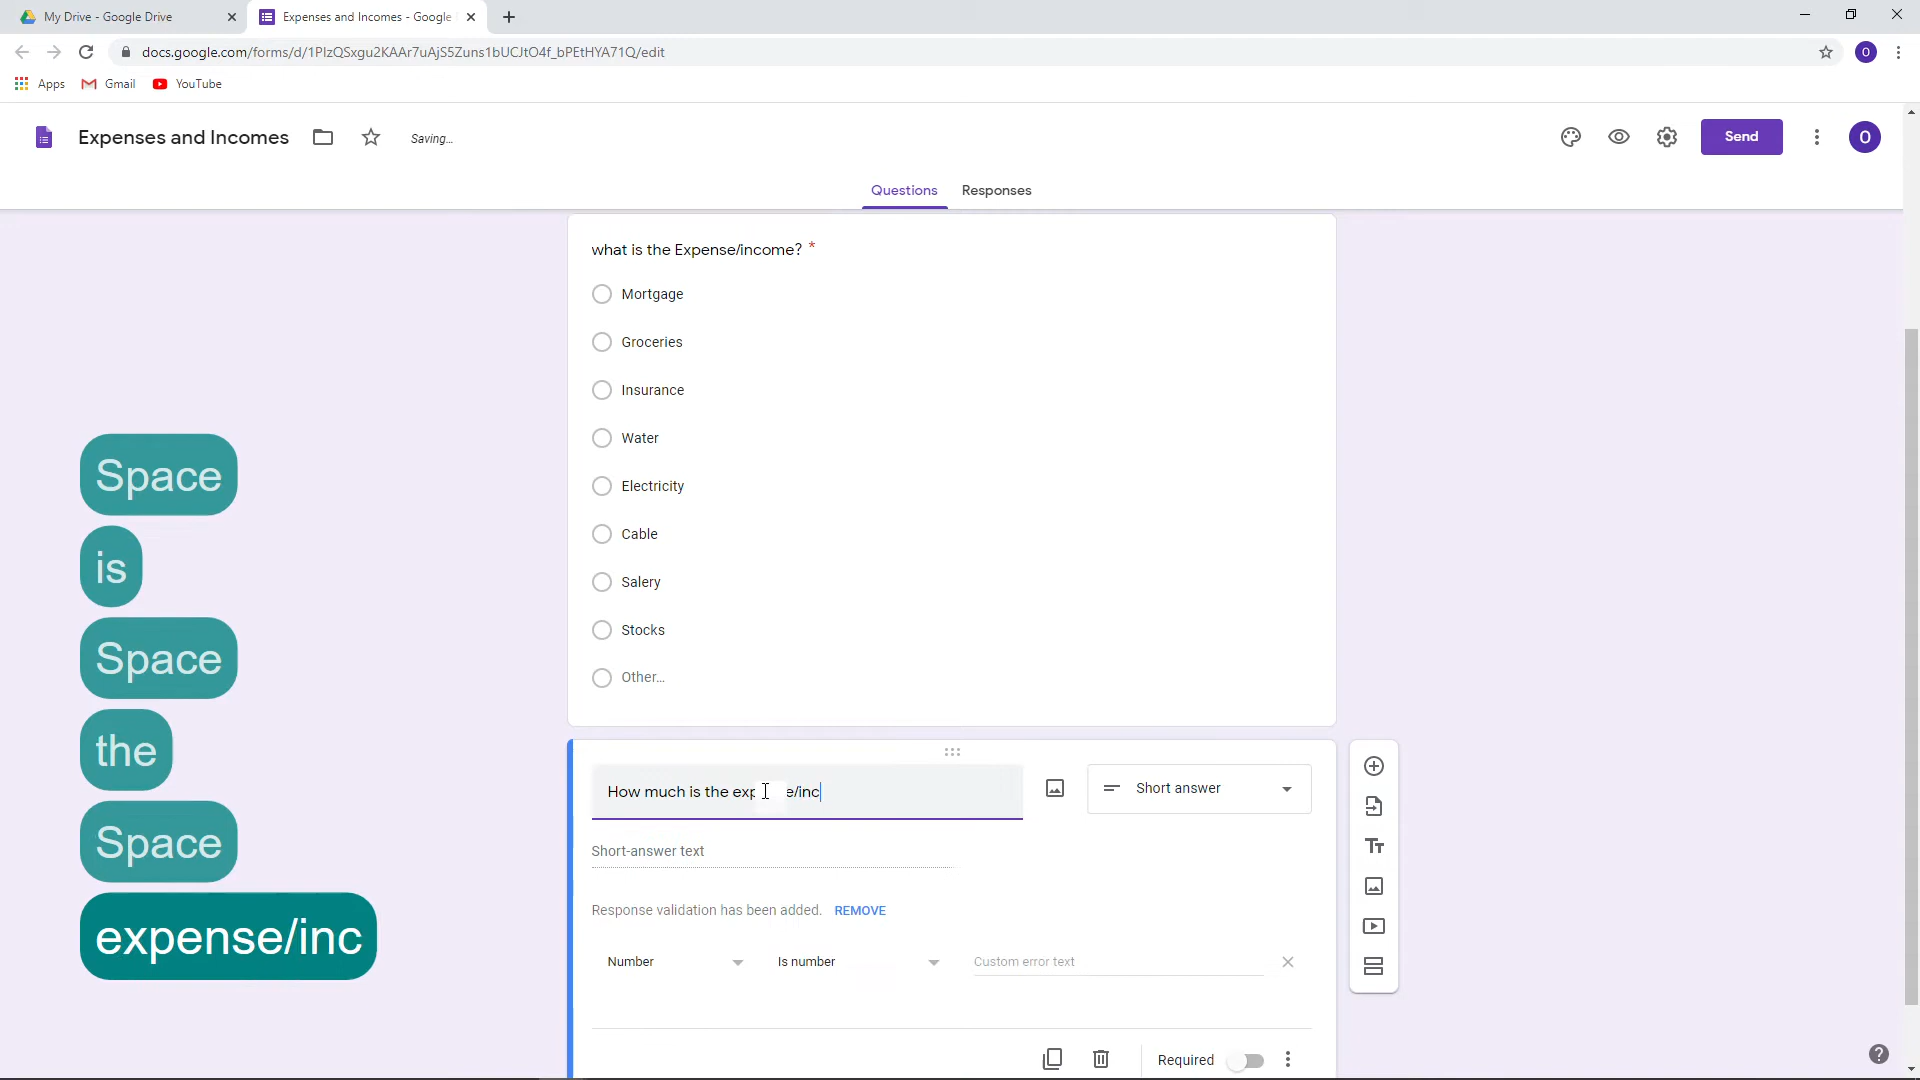 My Drive - Google Drive
Expenses and Incomes - Google
docs.google.com/forms/d/1PIzQSxgu2KAAr7uAjS5Zuns1bUCJtO4f_bPEtHYA71Q/edit
O
Apps
Gmail
YouTube
Expenses and Incomes
Saving...
Send
O
Questions
Responses
what is the Expense/income? *
Mortgage
Groceries
Insurance
Water
Electricity
Cable
Salery
Stocks
Other...
Space
is
Space
the
Space
expense/inc
How much is the exp e/inc
Short answer
Short-answer text
Response validation has been added. REMOVE
Number
Is number
Custom error text
Required